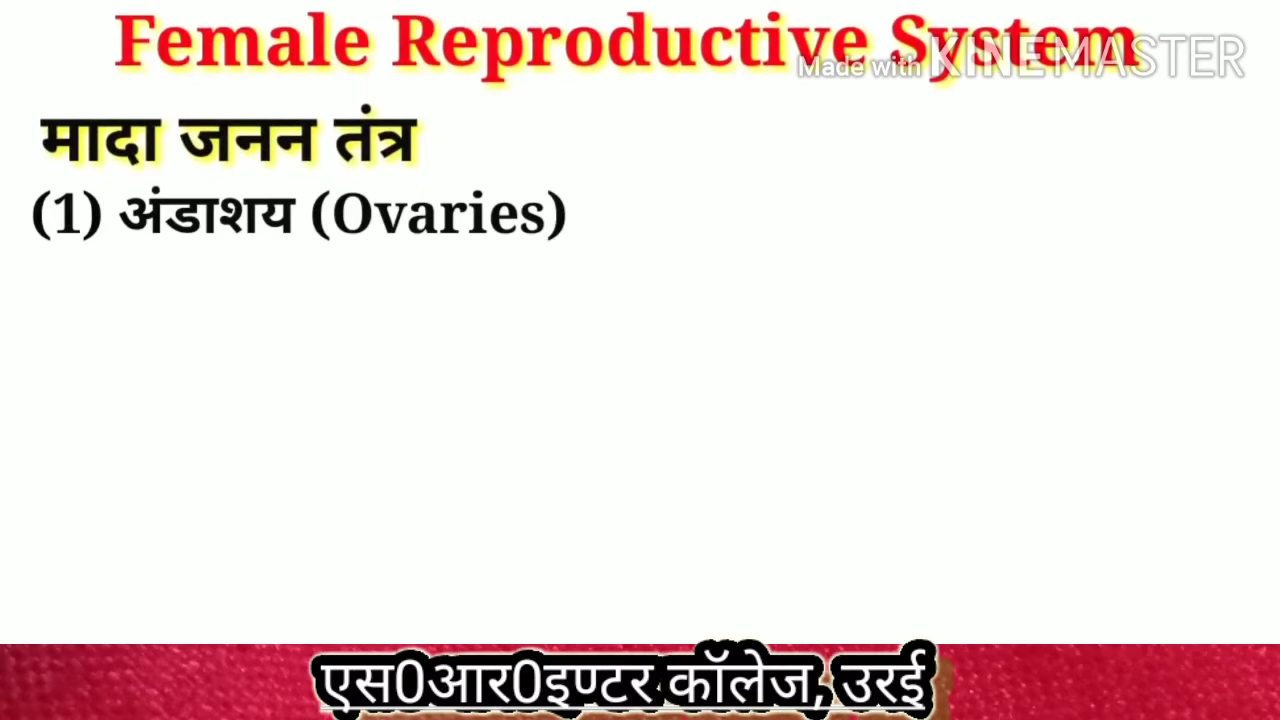 Female Reproductive System
Made with KINEMASTER
मादा जनन तंत्र
(1) अंडाशय (Ovaries)
एस0आर0इण्टर कॉलेज, उरई